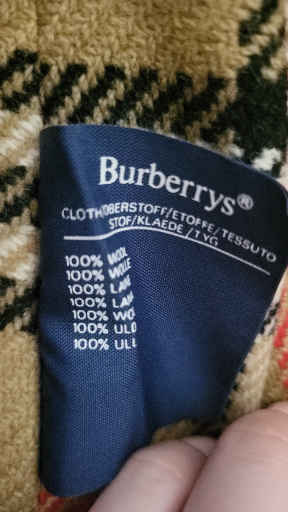 Burberrys®
CLOTH/OBERSTOFF/ETOFFE/TESSUTO
STOF/KLAEDE/TYG
100% WOOL
100% WOLLE
100% LAINE
100% LANA
100% WOL
100% ULD
100% ULL